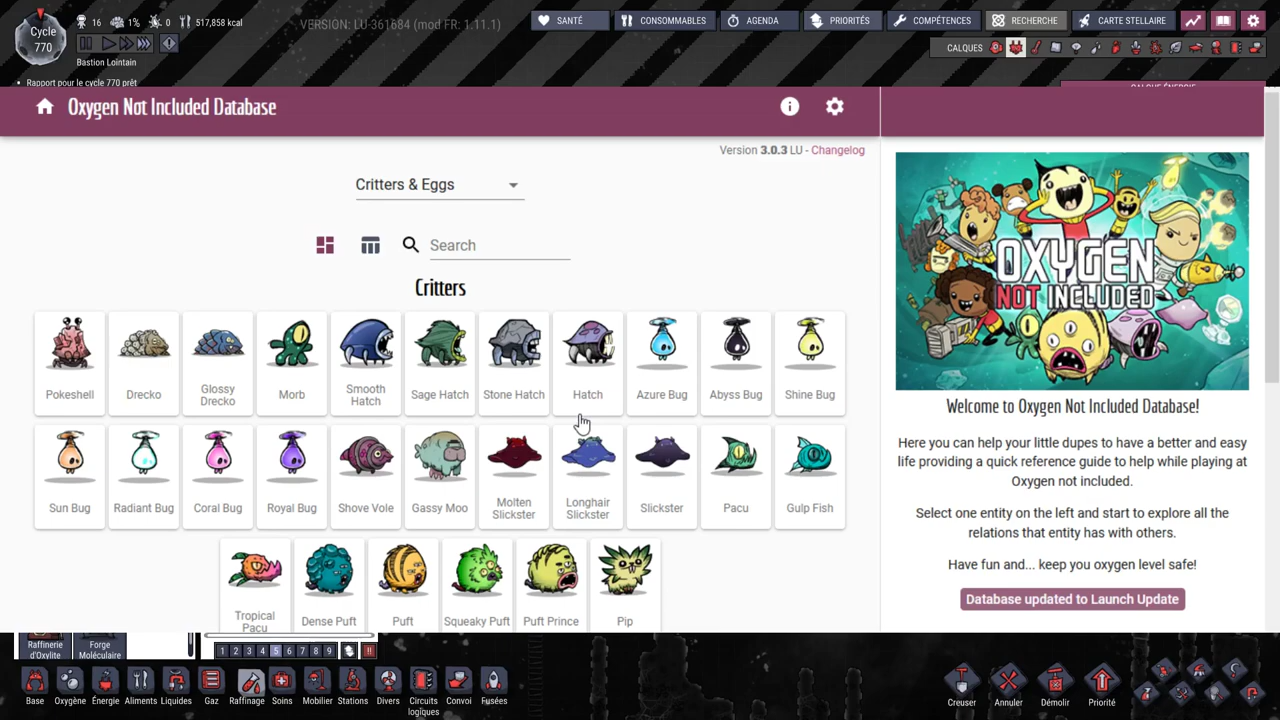 16 1% 0 517,858 kcal
Cycle
770
Bastion Lointain
• Rapport pour le cycle 770 prêt
VERSION: LU-361684 (mod FR: 1.11.1)
SANTÉ CONSOMMABLES AGENDA PRIORITÉS COMPÉTENCES RECHERCHE CARTE STELLAIRE
CALQUES
Oxygen Not Included Database
Version 3.0.3 LU - Changelog
Critters & Eggs
Search
Critters
Pokeshell
Drecko
Glossy
Drecko
Morb
Smooth
Hatch
Sage Hatch
Stone Hatch
Hatch
Azure Bug
Abyss Bug
Shine Bug
Sun Bug
Radiant Bug
Coral Bug
Royal Bug
Shove Vole
Gassy Moo
Molten
Slickster
Longhair
Slickster
Slickster
Pacu
Gulp Fish
Tropical
Pacu
Dense Puft
Puft
Squeaky Puft
Puft Prince
Pip
OXYGEN
NOT INCLUDED
Welcome to Oxygen Not Included Database!
Here you can help your little dupes to have a better and easy
life providing a quick reference guide to help while playing at
Oxygen not included.
Select one entity on the left and start to explore all the
relations that entity has with others.
Have fun and... keep you oxygen level safe!
Database updated to Launch Update
Raffinerie
d'Oxylite
Forge
Moléculaire
1 2 3 4 5 6 7 8 9 !!
Base Oxygène Énergie Aliments Liquides Gaz Raffinage Soins Mobilier Stations Divers Circuits
logiques
Convoi Fusées
Creuser Annuler Démolir Priorité